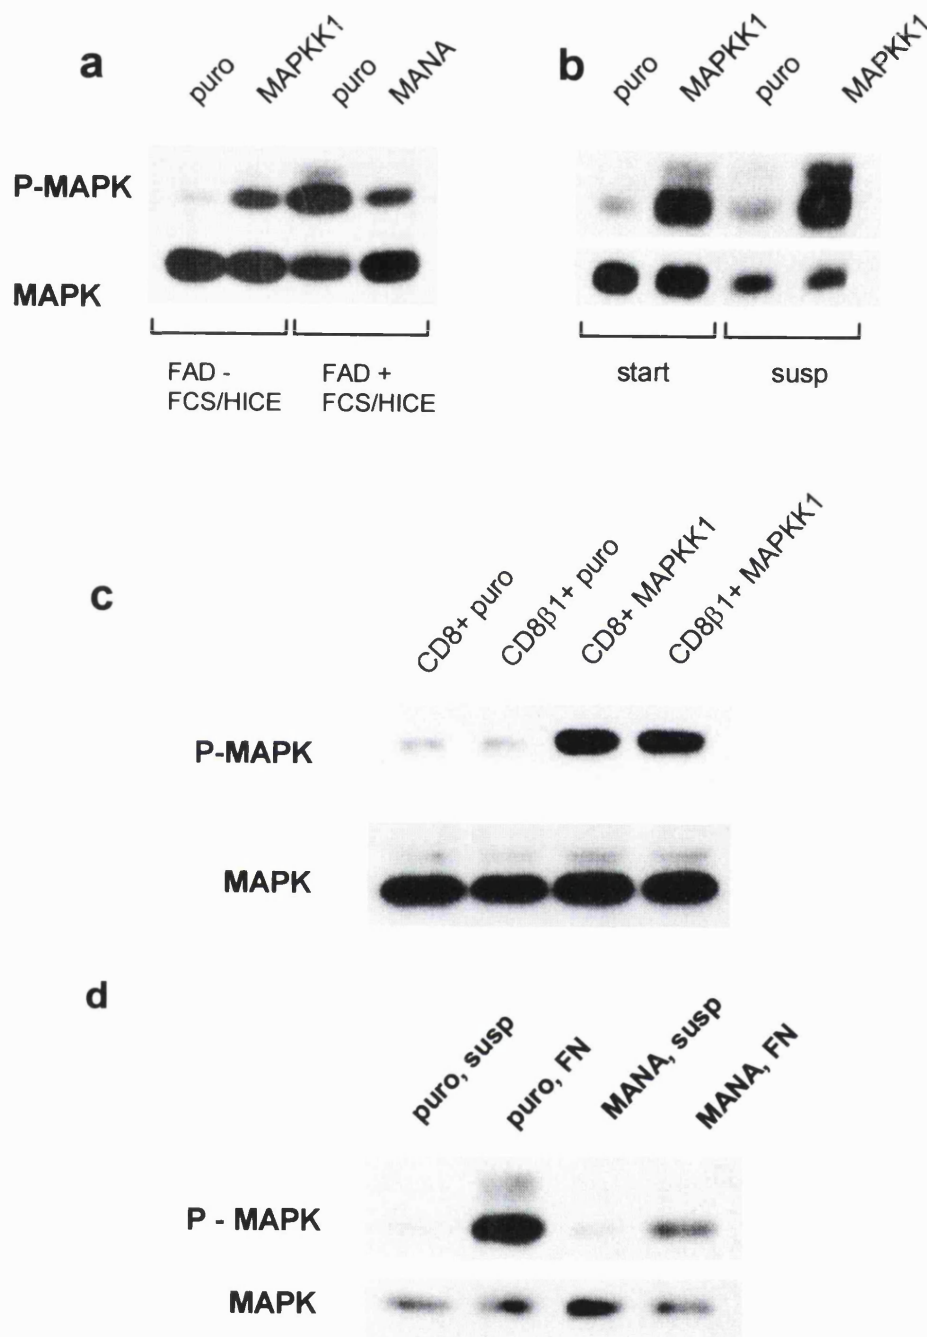 a
puro
MAPKK1
puro
MANA
P-MAPK
MAPK
FAD -
FCS/HICE
FAD +
FCS/HICE
b
puro
MAPKK1
puro
MAPKK1
start
susp
c
CD8+ puro
CD8β1+ puro
CD8+ MAPKK1
CD8β1+ MAPKK1
P-MAPK
MAPK
d
puro, susp
puro, FN
MANA, susp
MANA, FN
P - MAPK
MAPK